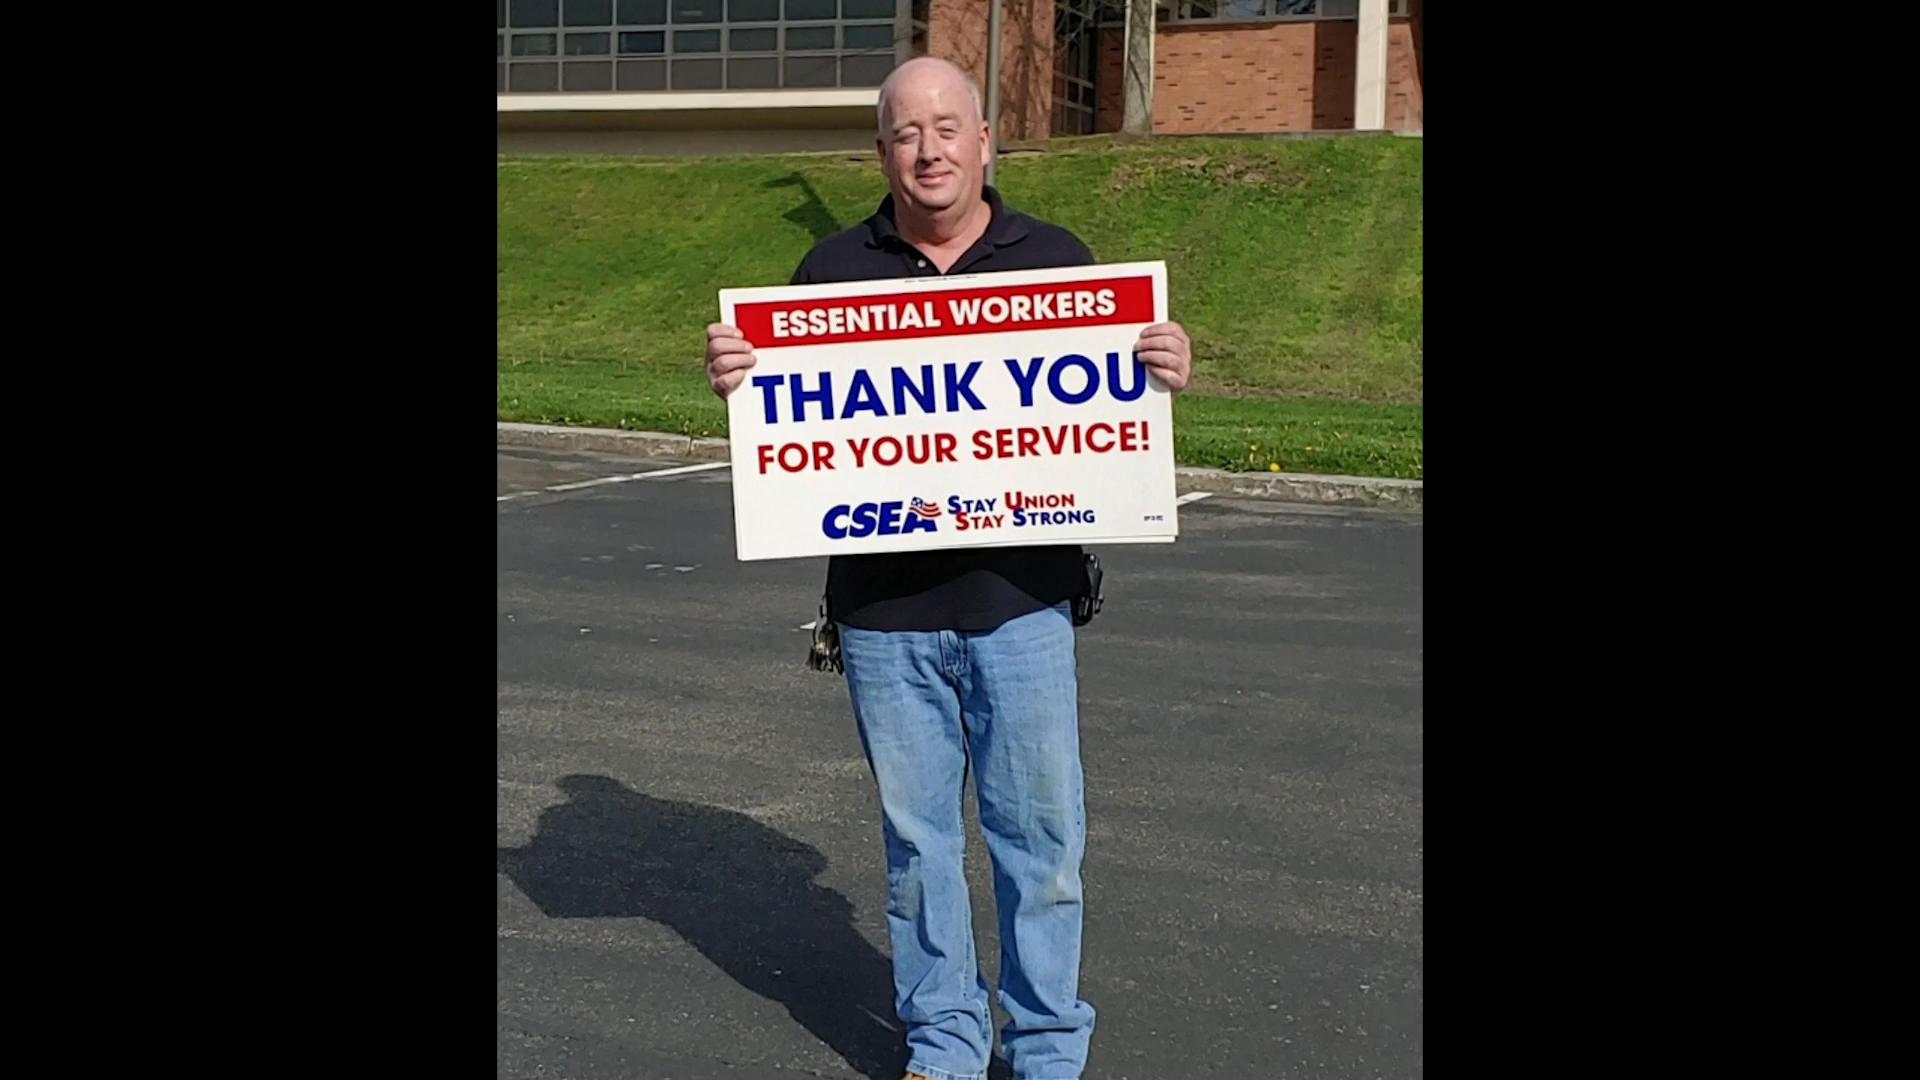 ESSENTIAL WORKERS
THANK YOU
FOR YOUR SERVICE!
CSEA STAY UNION
STAY STRONG